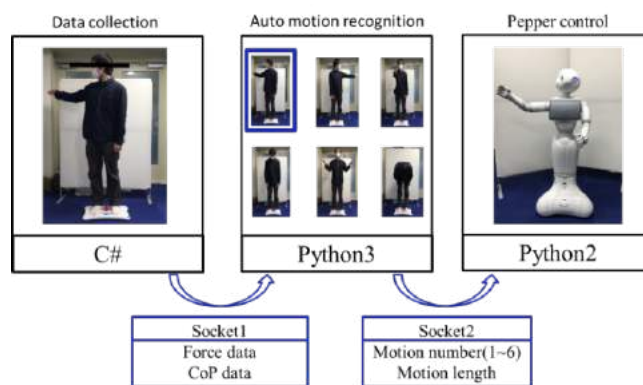 Data collection
Auto motion recognition
Pepper control
C#
Python3
Python2
Socket1
Force data
CoP data
Socket2
Motion number(1~6)
Motion length